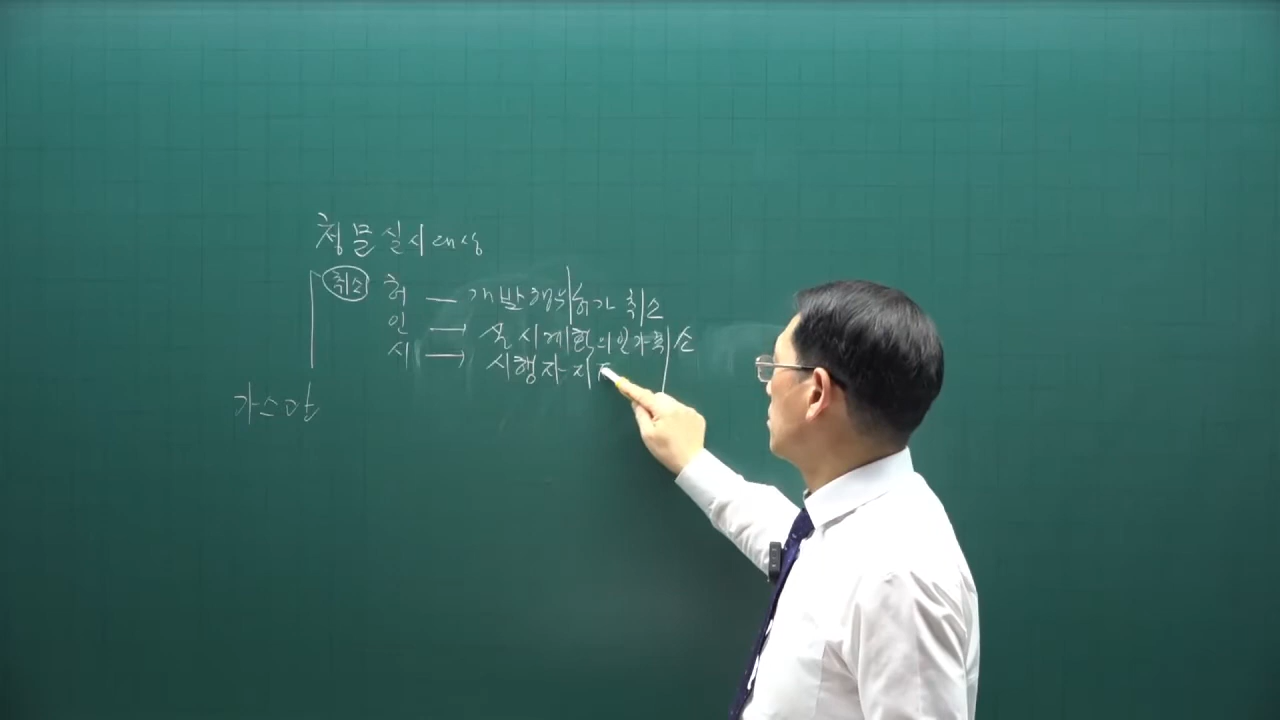 청문실시대상
취소 허 — 개발행위허가 취소
인 → 실시계획의 인가취소
시 → 시행자 지
가스만